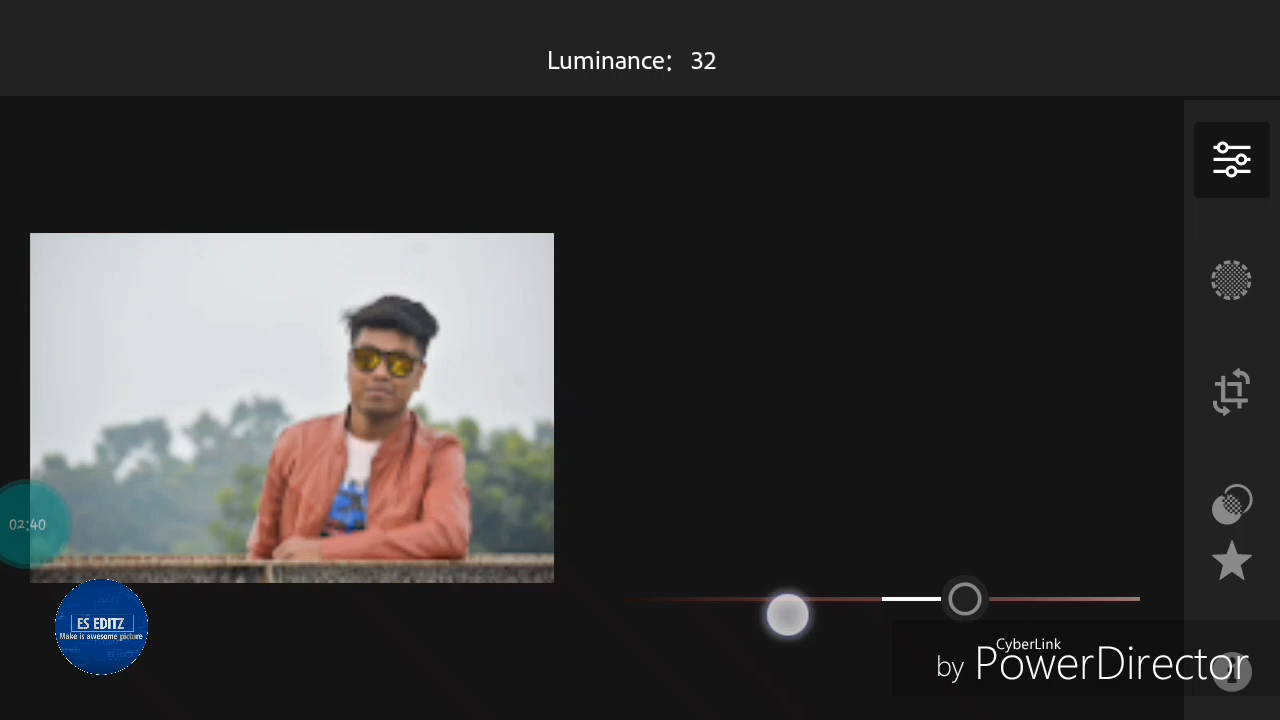 Luminance: 32
02:40
ES EDITZ
Make is awesome picture
CyberLink
by PowerDirector